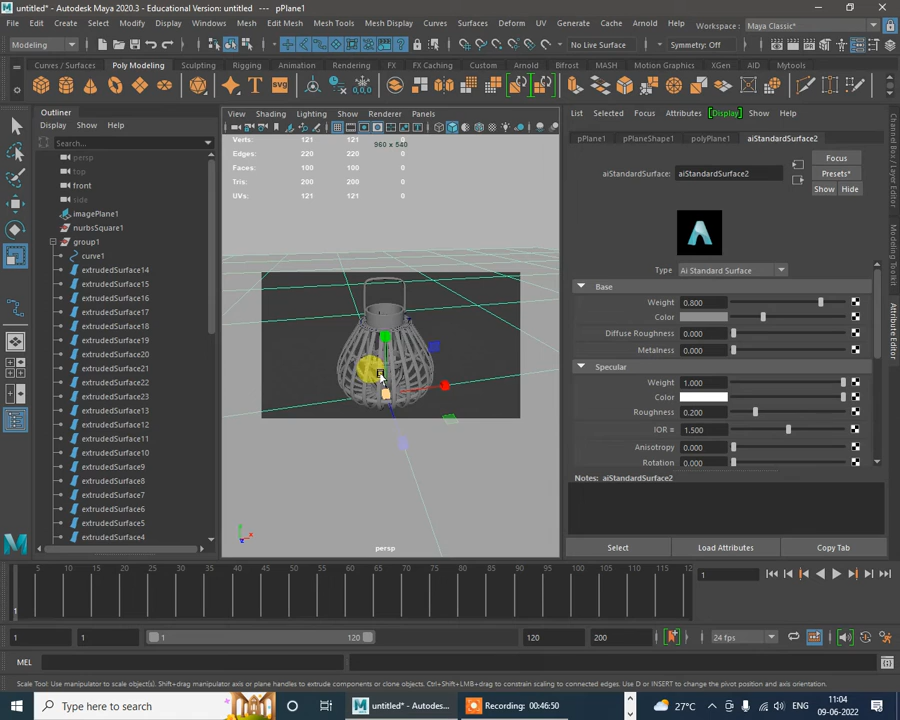 untitled* - Autodesk Maya 2020.3 - Educational Version: untitled --- pPlane1
File Edit Create Select Modify Display Windows Mesh Edit Mesh Mesh Tools Mesh Display Curves Surfaces Deform UV Generate Cache Arnold Help Workspace : Maya Classic*
Modeling No Live Surface Symmetry: Off
Curves / Surfaces Poly Modeling Sculpting Rigging Animation Rendering FX FX Caching Custom Arnold Bifrost MASH Motion Graphics XGen AID Mytools
SVG
Outliner
Display Show Help
Search...
persp
top
front
side
imagePlane1
nurbsSquare1
group1
curve1
extrudedSurface14
extrudedSurface15
extrudedSurface16
extrudedSurface17
extrudedSurface18
extrudedSurface19
extrudedSurface20
extrudedSurface21
extrudedSurface22
extrudedSurface23
extrudedSurface13
extrudedSurface12
extrudedSurface11
extrudedSurface10
extrudedSurface9
extrudedSurface8
extrudedSurface7
extrudedSurface6
extrudedSurface5
extrudedSurface4
View Shading Lighting Show Renderer Panels
960 x 540
Verts: 121 121 0
Edges: 220 220 0
Faces: 100 100 0
Tris: 200 200 0
UVs: 121 121 0
persp
List Selected Focus Attributes Display Show Help
pPlane1 pPlaneShape1 polyPlane1 aiStandardSurface2
aiStandardSurface: aiStandardSurface2
Focus
Presets*
Show Hide
Type Ai Standard Surface
Base
Weight 0.800
Color
Diffuse Roughness 0.000
Metalness 0.000
Specular
Weight 1.000
Color
Roughness 0.200
IOR 1.500
Anisotropy 0.000
Rotation 0.000
Notes: aiStandardSurface2
Select Load Attributes Copy Tab
Channel Box / Layer Editor
Modeling Toolkit
Attribute Editor
5 10 15 20 25 30 35 40 45 50 55 60 65 70 75 80 85 90 95 100 105 110 115 12
1
1
1 1 1 120 120 200 24 fps
MEL
Scale Tool: Use manipulator to scale object(s). Shift+drag manipulator axis or plane handles to extrude components or clone objects. Ctrl+Shift+LMB+drag to constrain scaling to connected edges. Use D or INSERT to change the pivot position and axis orientation.
Type here to search
untitled* - Autodesk...
Recording: 00:46:50
27°C
ENG
11:04
09-06-2022